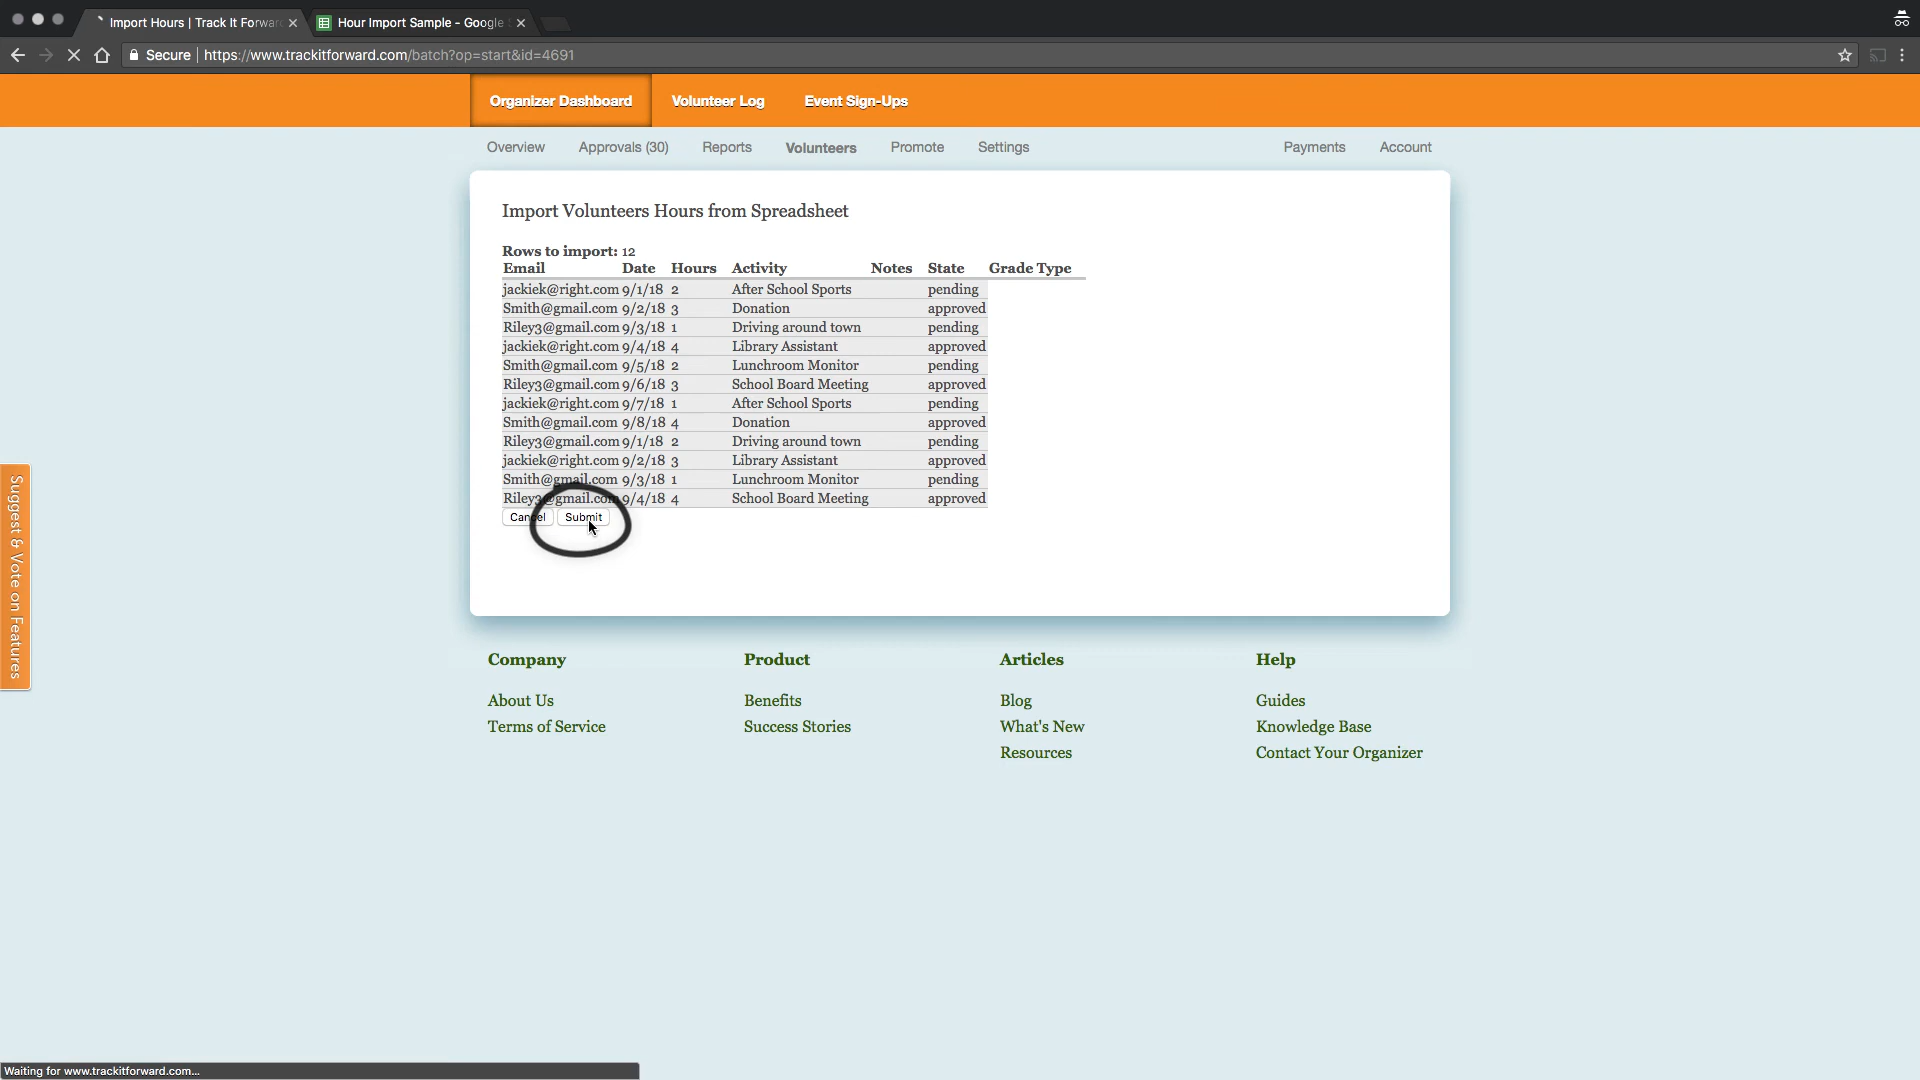 Import Hours | Track It Forwar
Hour Import Sample - Google S
Secure https://www.trackitforward.com/batch?op=start&id=4691
Organizer Dashboard Volunteer Log Event Sign-Ups
Overview Approvals (30) Reports Volunteers Promote Settings Payments Account
Import Volunteers Hours from Spreadsheet
Rows to import: 12
Email Date Hours Activity Notes State Grade Type
jackiek@right.com 9/1/18 2 After School Sports pending
Smith@gmail.com 9/2/18 3 Donation approved
Riley3@gmail.com 9/3/18 1 Driving around town pending
jackiek@right.com 9/4/18 4 Library Assistant approved
Smith@gmail.com 9/5/18 2 Lunchroom Monitor pending
Riley3@gmail.com 9/6/18 3 School Board Meeting approved
jackiek@right.com 9/7/18 1 After School Sports pending
Smith@gmail.com 9/8/18 4 Donation approved
Riley3@gmail.com 9/1/18 2 Driving around town pending
jackiek@right.com 9/2/18 3 Library Assistant approved
Smith@gmail.com 9/3/18 1 Lunchroom Monitor pending
Riley3@gmail.com 9/4/18 4 School Board Meeting approved
Cancel Submit
Suggest & Vote on Features
Company Product Articles Help
About Us Benefits Blog Guides
Terms of Service Success Stories What's New Knowledge Base
Resources Contact Your Organizer
Waiting for www.trackitforward.com...